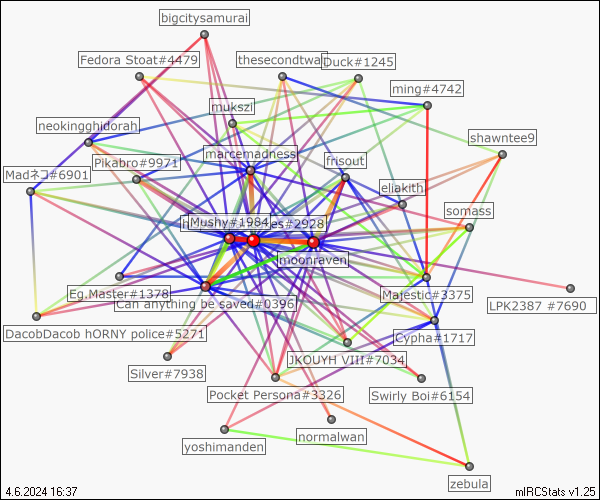 bigcitysamurai
Fedora Stoat#4479
thesecondtwa
Duck#1245
ming#4742
mukszi
neokingghidorah
shawntee9
marcemadness
Pikabro#9971
frisout
Madネコ#6901
eliakith
somass
Mushy#1984
es#2928
moonraven
Eg.Master#1378
Can anything be saved#0396
Majestic#3375
LPK2387 #7690
DacobDacob hORNY police#5271
Cypha#1717
JKOUYH VIII#7034
Silver#7938
Pocket Persona#3326
Swirly Boi#6154
normalwan
yoshimanden
zebula
4.6.2024 16:37
mIRCStats v1.25